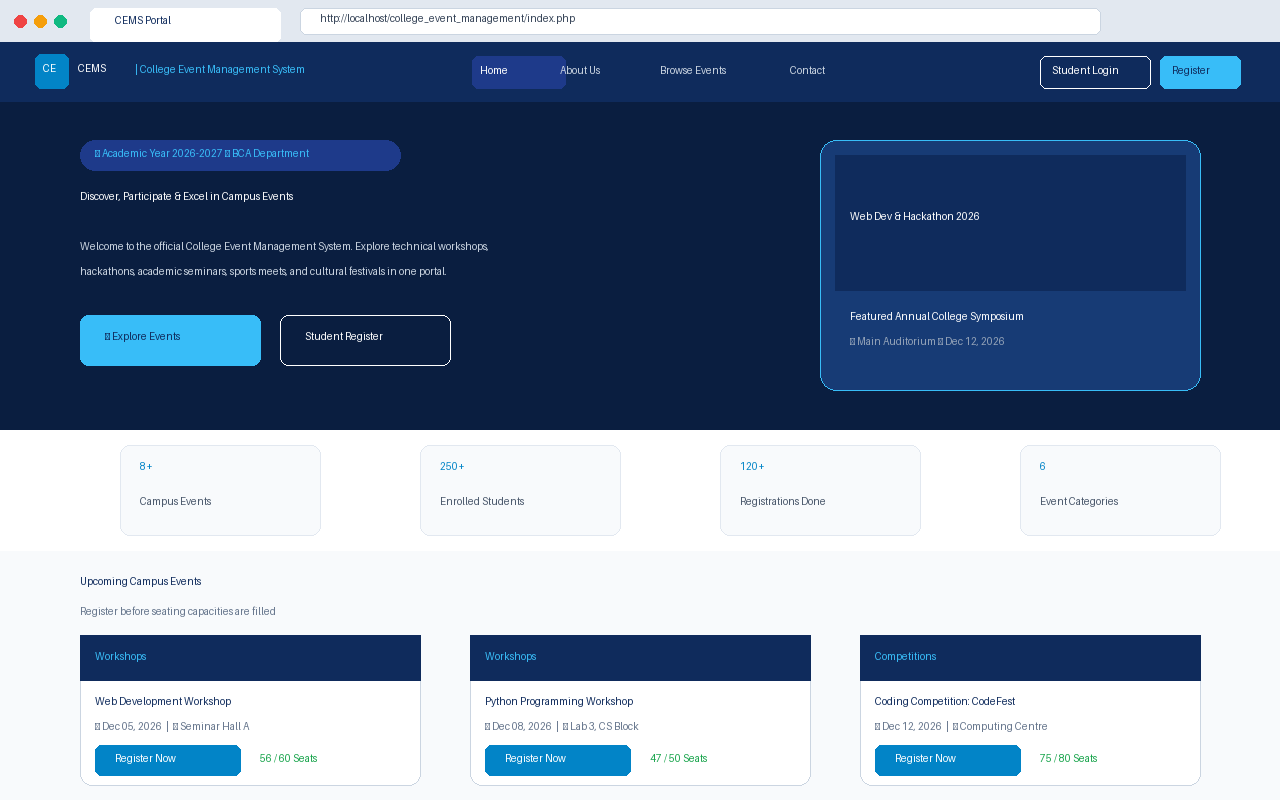 CEMS Portal
http://localhost/college_event_management/index.php
CE CEMS | College Event Management System Home About Us Browse Events Contact Student Login Register
Academic Year 2026-2027 BCA Department
Discover, Participate & Excel in Campus Events
Welcome to the official College Event Management System. Explore technical workshops,
hackathons, academic seminars, sports meets, and cultural festivals in one portal.
Explore Events Student Register
Web Dev & Hackathon 2026
Featured Annual College Symposium
Main Auditorium Dec 12, 2026
8+
Campus Events
250+
Enrolled Students
120+
Registrations Done
6
Event Categories
Upcoming Campus Events
Register before seating capacities are filled
Workshops
Web Development Workshop
Dec 05, 2026 | Seminar Hall A
Register Now 56 / 60 Seats
Workshops
Python Programming Workshop
Dec 08, 2026 | Lab 3, CS Block
Register Now 47 / 50 Seats
Competitions
Coding Competition: CodeFest
Dec 12, 2026 | Computing Centre
Register Now 75 / 80 Seats